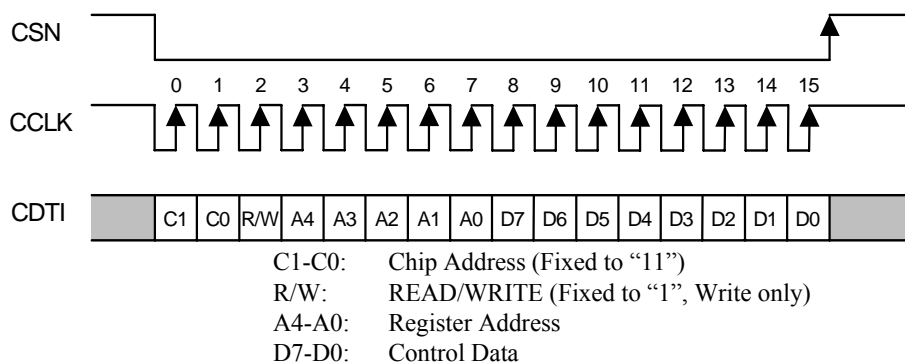 CSN
0 1 2 3 4 5 6 7 8 9 10 11 12 13 14 15
CCLK
CDTI C1 C0 R/W A4 A3 A2 A1 A0 D7 D6 D5 D4 D3 D2 D1 D0
C1-C0: Chip Address (Fixed to “11”)
R/W: READ/WRITE (Fixed to “1”, Write only)
A4-A0: Register Address
D7-D0: Control Data